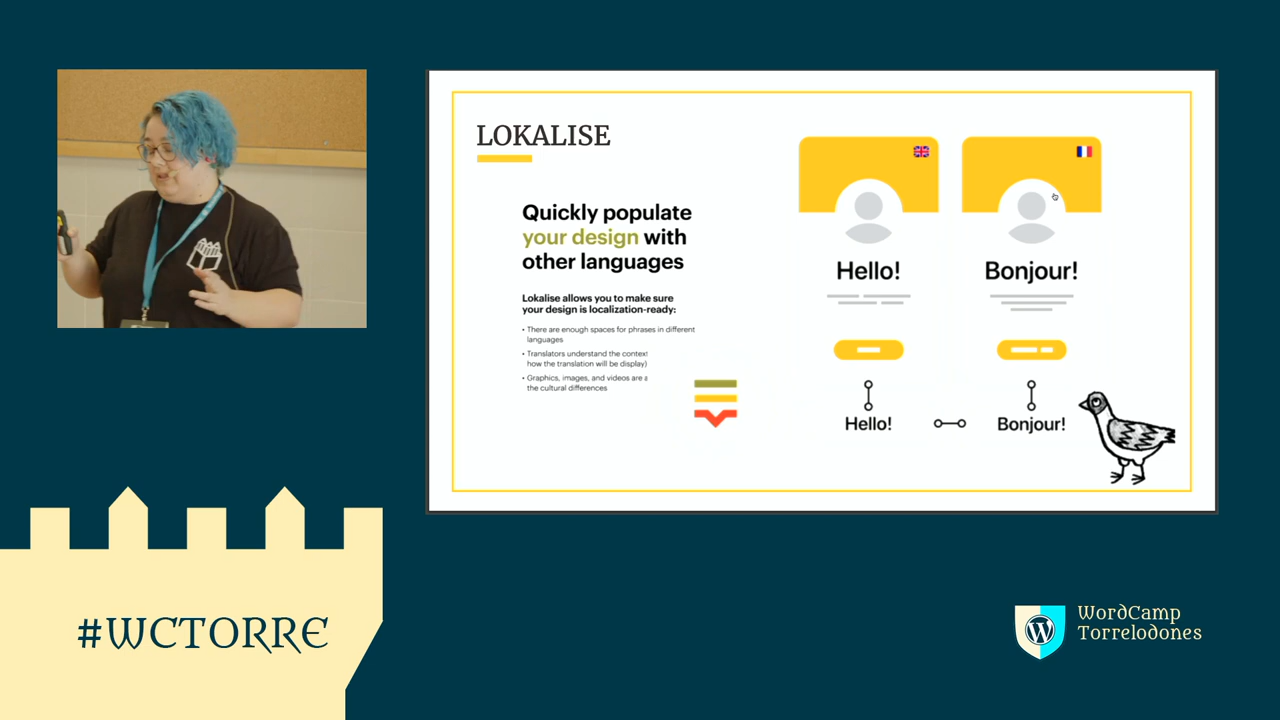 LOKALISE
Quickly populate
your design with
other languages
Lokalise allows you to make sure
your design is localization-ready:
• There are enough spaces for phrases in different
languages
• Translators understand the context
how the translation will be display)
• Graphics, images, and videos are a
the cultural differences
Hello!
Bonjour!
Hello!
Bonjour!
#WCTORRE
WordCamp
Torrelodones